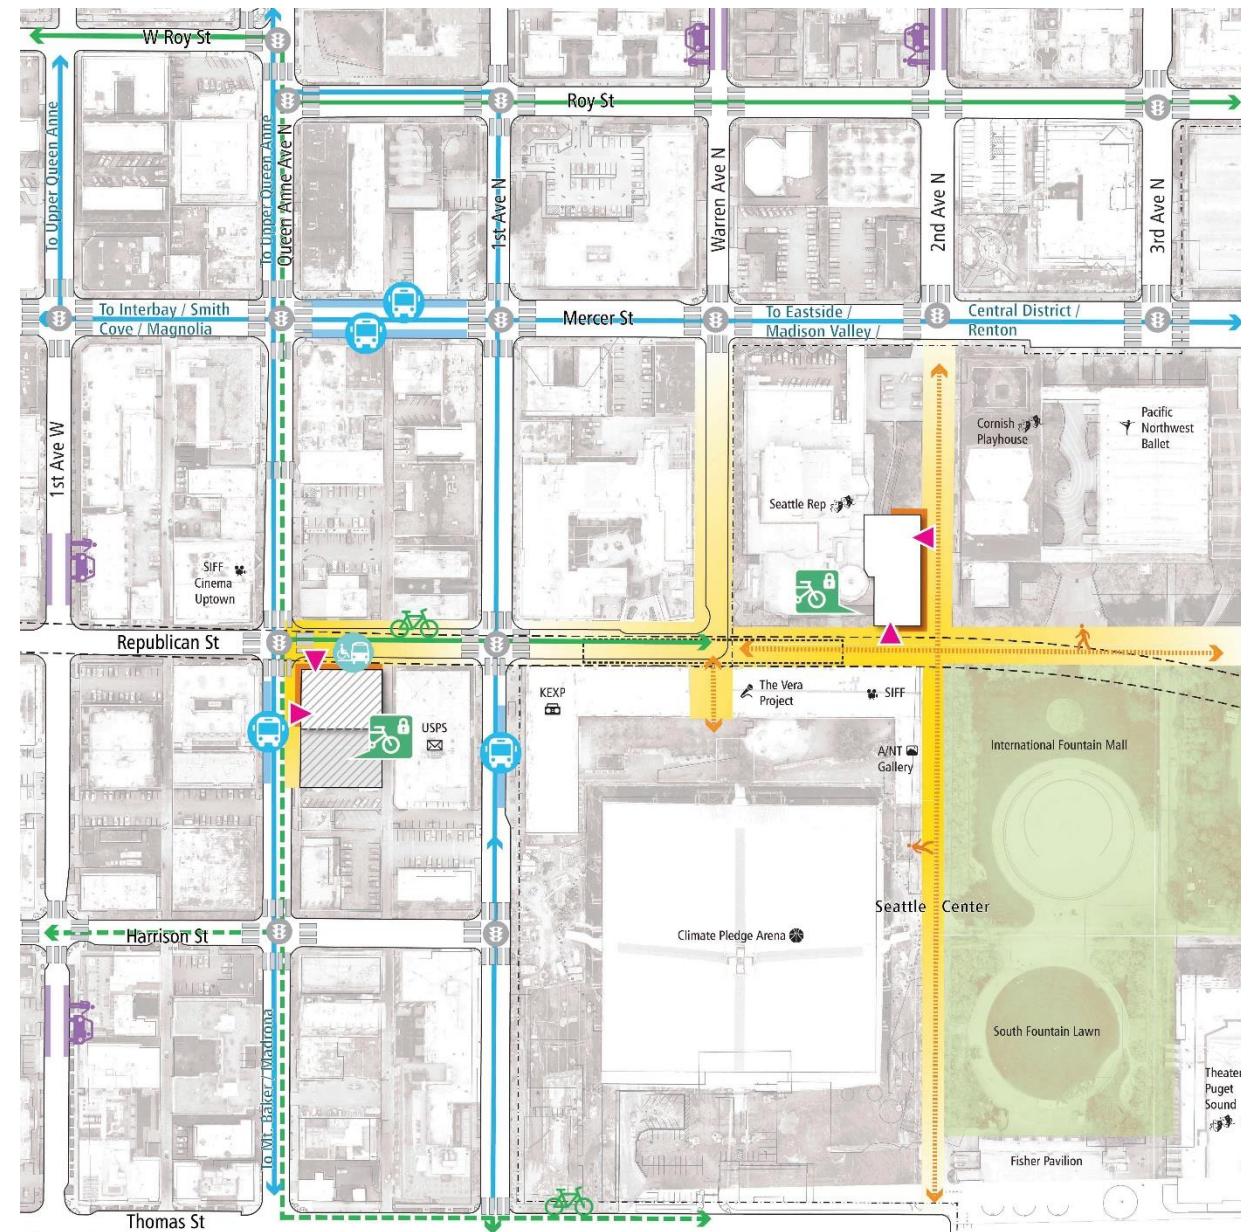 W Roy St
Roy St
To Upper Queen Anne
To Upper Queen Anne
Queen Anne Ave N
1st Ave N
Warren Ave N
2nd Ave N
3rd Ave N
To Interbay / Smith
Cove / Magnolia
Mercer St
To Eastside /
Madison Valley /
Central District /
Renton
1st Ave W
Cornish
Playhouse
Pacific
Northwest
Ballet
Seattle Rep
SIFF
Cinema
Uptown
Republican St
KEXP
The Vera
Project
SIFF
USPS
A/NT
Gallery
International Fountain Mall
Seattle Center
Harrison St
Climate Pledge Arena
To Mt. Baker / Madrona
South Fountain Lawn
Theater
Puget
Sound
Fisher Pavilion
Thomas St